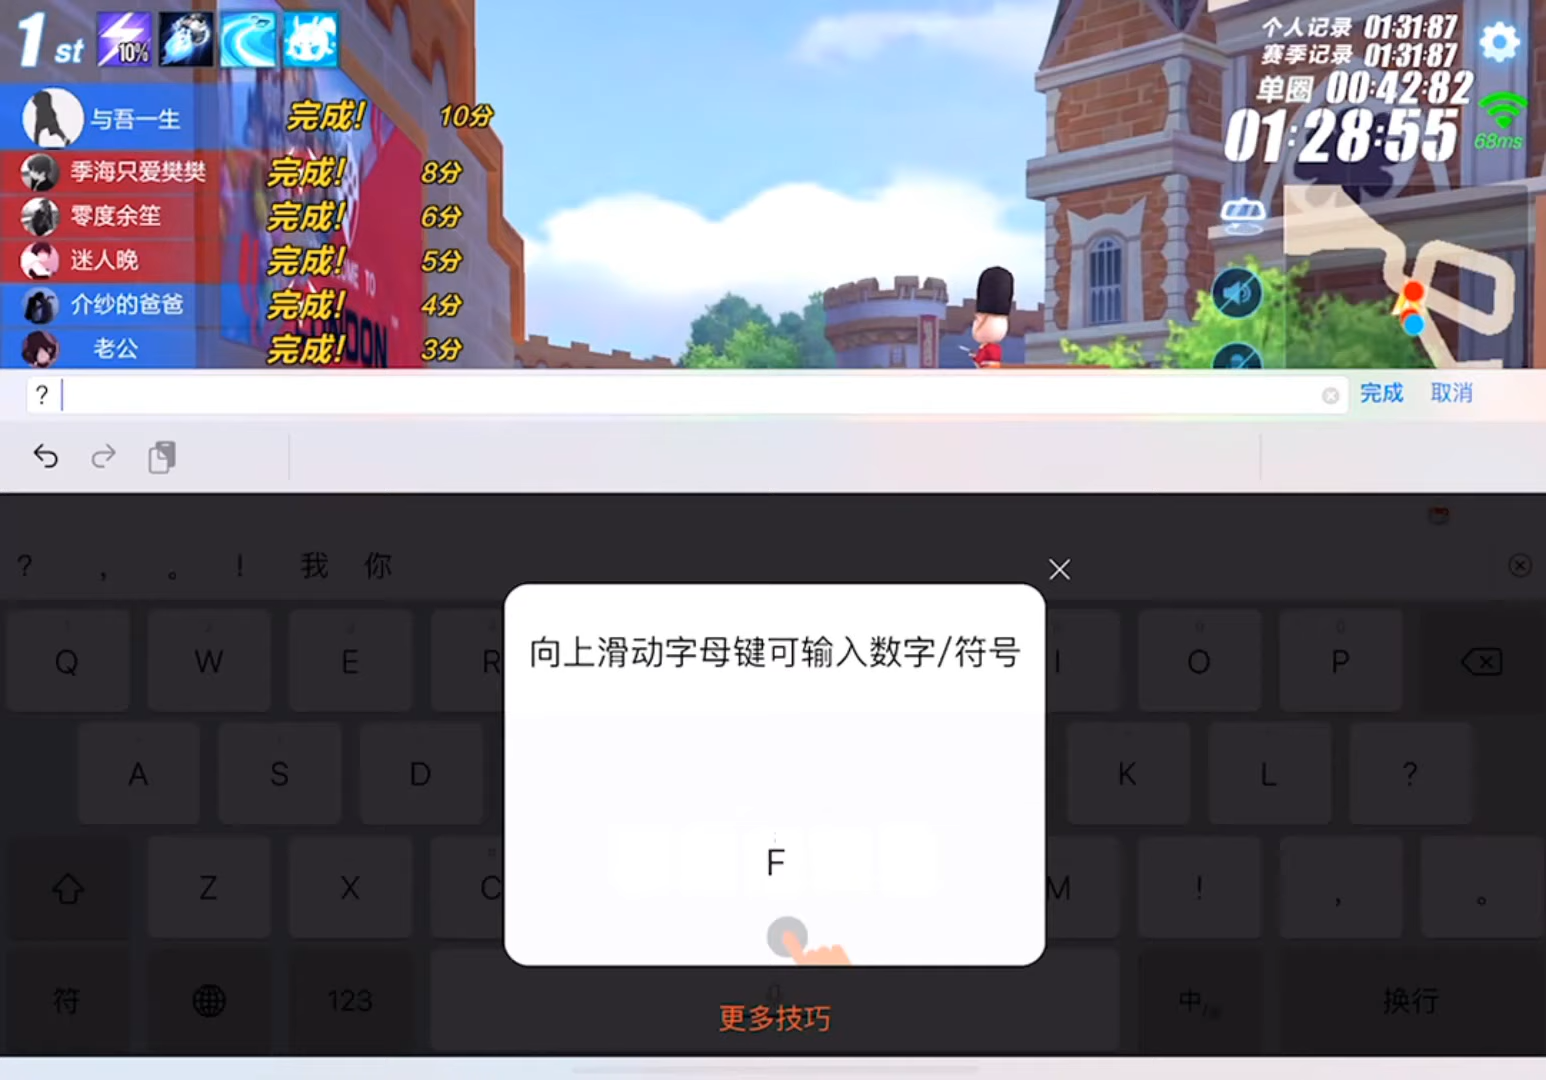 1st
10%
个人记录 01:31:87
赛季记录 01:31:87
单圈 00:42:82
01:28:55
68ms
与吾一生 完成! 10分
季海只爱樊樊 完成! 8分
零度余笙 完成! 6分
迷人晚 完成! 5分
介纱的爸爸 完成! 4分
老公 完成! 3分
TO
? 完成 取消
? , 。 ! 我 你
Q W E R I O P
向上滑动字母键可输入数字/符号
A S D K L ?
F
Z X C M ! , 。
符 123 中 换行
更多技巧